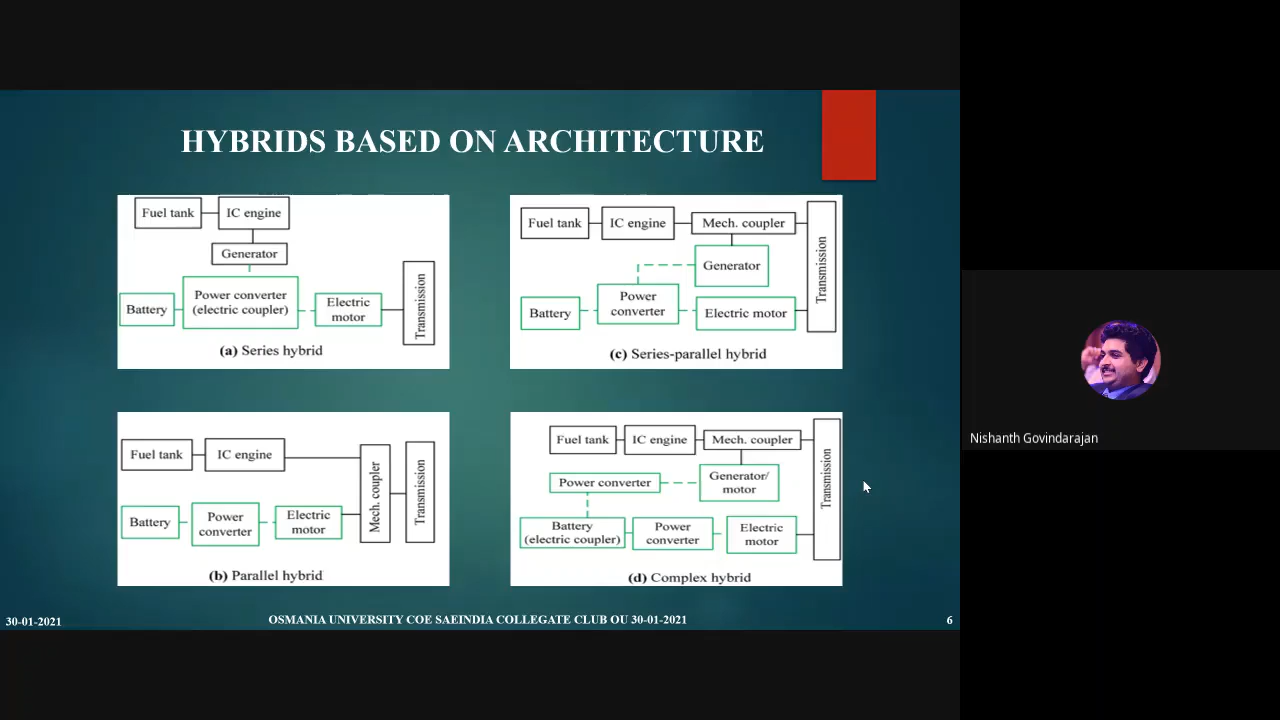 HYBRIDS BASED ON ARCHITECTURE
Fuel tank
IC engine
Generator
Battery
Power converter
(electric coupler)
Electric
motor
Transmission
(a) Series hybrid
Fuel tank
IC engine
Mech. coupler
Generator
Battery
Power
converter
Electric motor
Transmission
(c) Series-parallel hybrid
Fuel tank
IC engine
Battery
Power
converter
Electric
motor
Mech. coupler
Transmission
(b) Parallel hybrid
Fuel tank
IC engine
Mech. coupler
Power converter
Generator/
motor
Battery
(electric coupler)
Power
converter
Electric
motor
Transmission
(d) Complex hybrid
30-01-2021
OSMANIA UNIVERSITY COE SAEINDIA COLLEGATE CLUB OU 30-01-2021
6
Nishanth Govindarajan